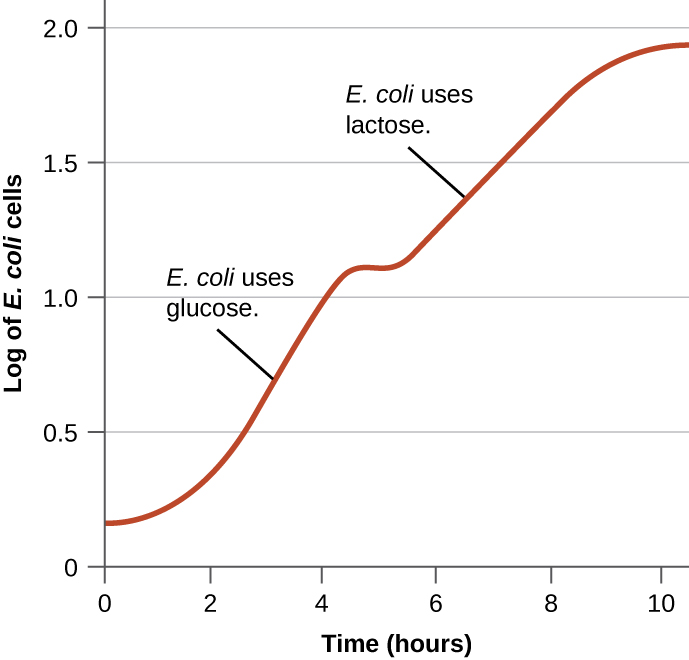 2.0
E. coli uses
lactose.
1.5
E. coli uses
glucose.
1.0
Log of E. coli cells
0.5
0
0 2 4 6 8 10
Time (hours)